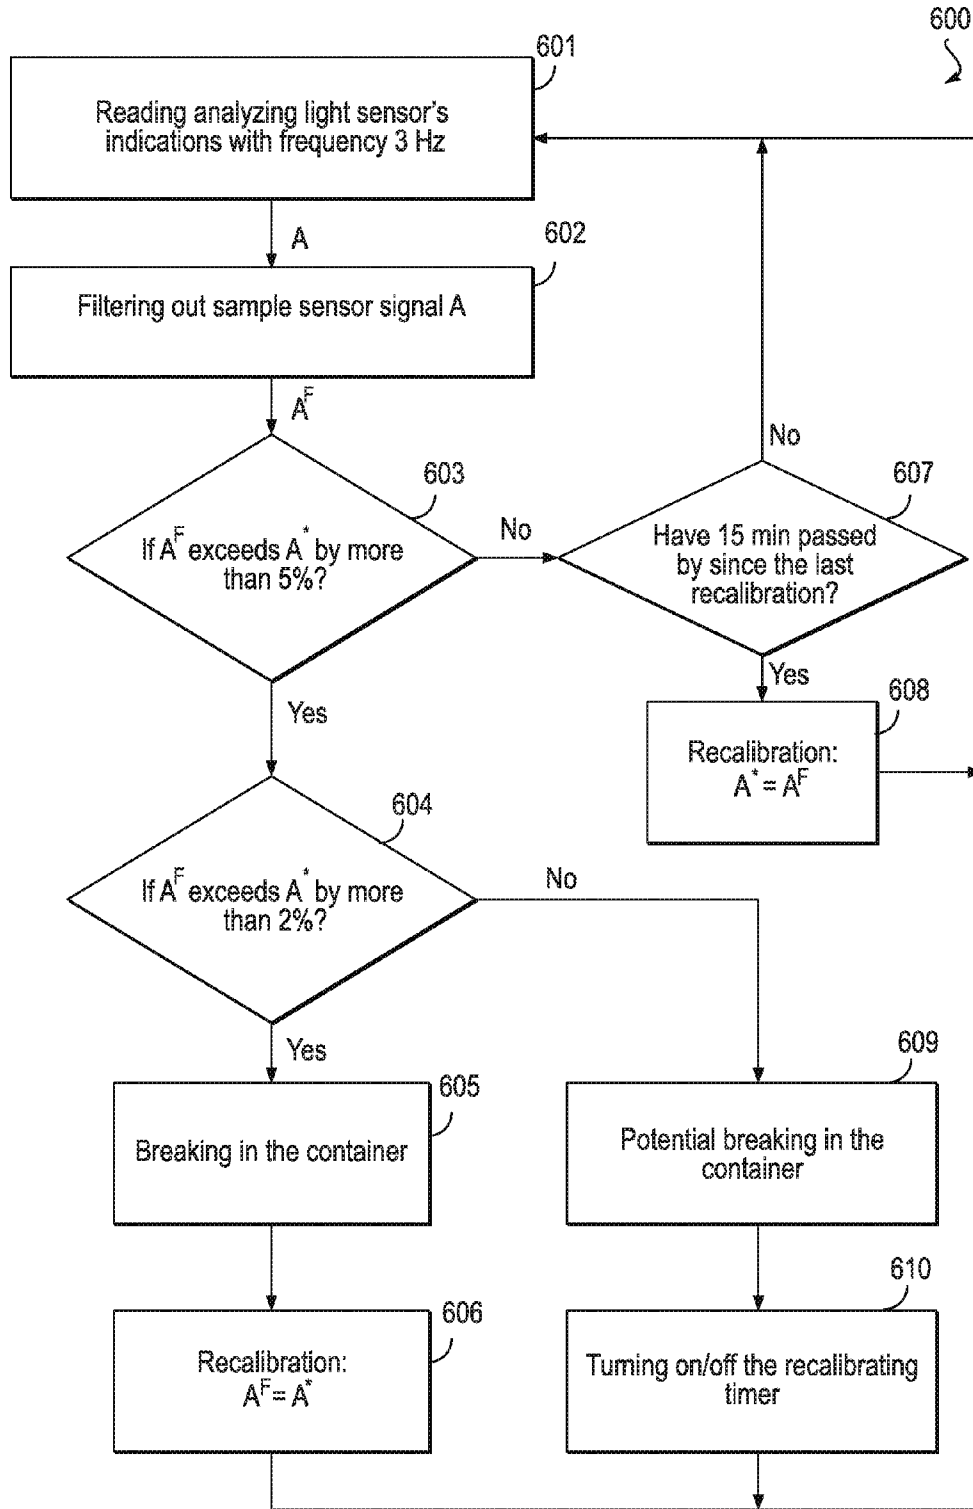 600
601
Reading analyzing light sensor's
indications with frequency 3 Hz
A
602
Filtering out sample sensor signal A
A^F
603
If A^F exceeds A* by more
than 5%?
No
Yes
607
Have 15 min passed
by since the last
recalibration?
No
Yes
608
Recalibration:
A* = A^F
604
If A^F exceeds A* by more
than 2%?
No
Yes
605
Breaking in the container
609
Potential breaking in the
container
606
Recalibration:
A^F = A*
610
Turning on/off the recalibrating
timer